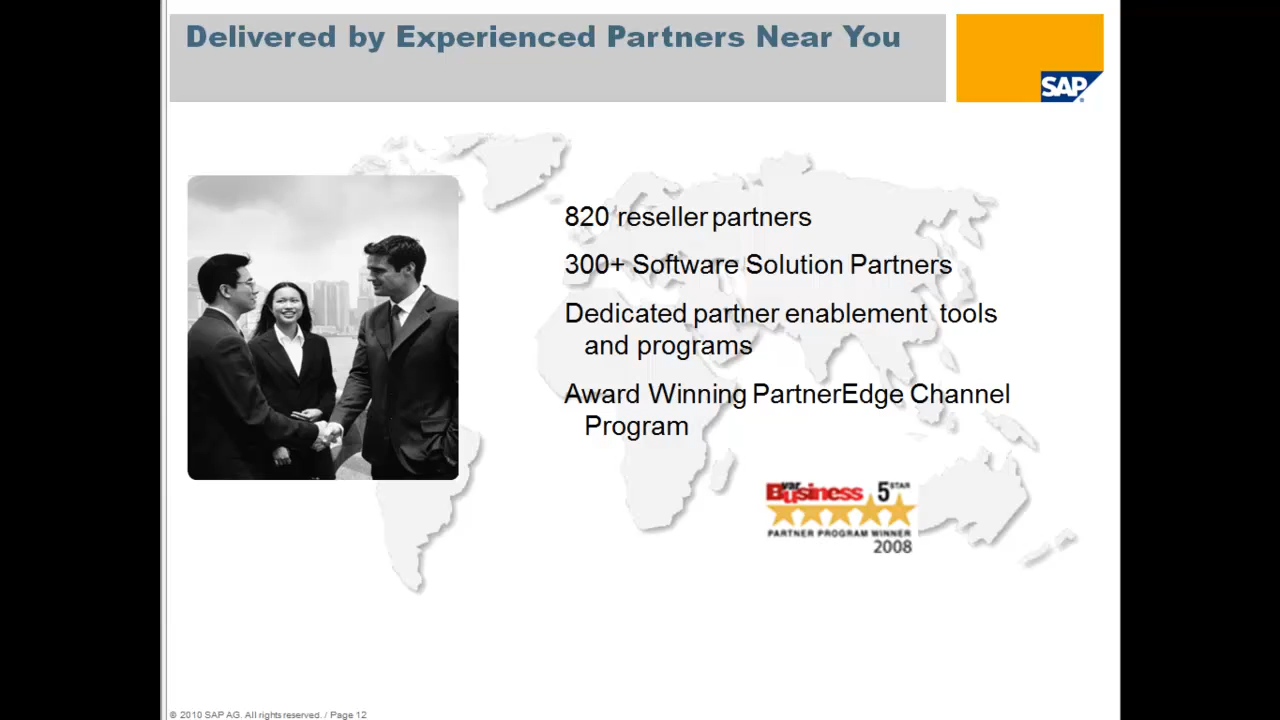 Delivered by Experienced Partners Near You
SAP
820 reseller partners
300+ Software Solution Partners
Dedicated partner enablement tools
and programs
Award Winning PartnerEdge Channel
Program
var
Business 5 STAR
PARTNER PROGRAM WINNER
2008
© 2010 SAP AG. All rights reserved. / Page 12